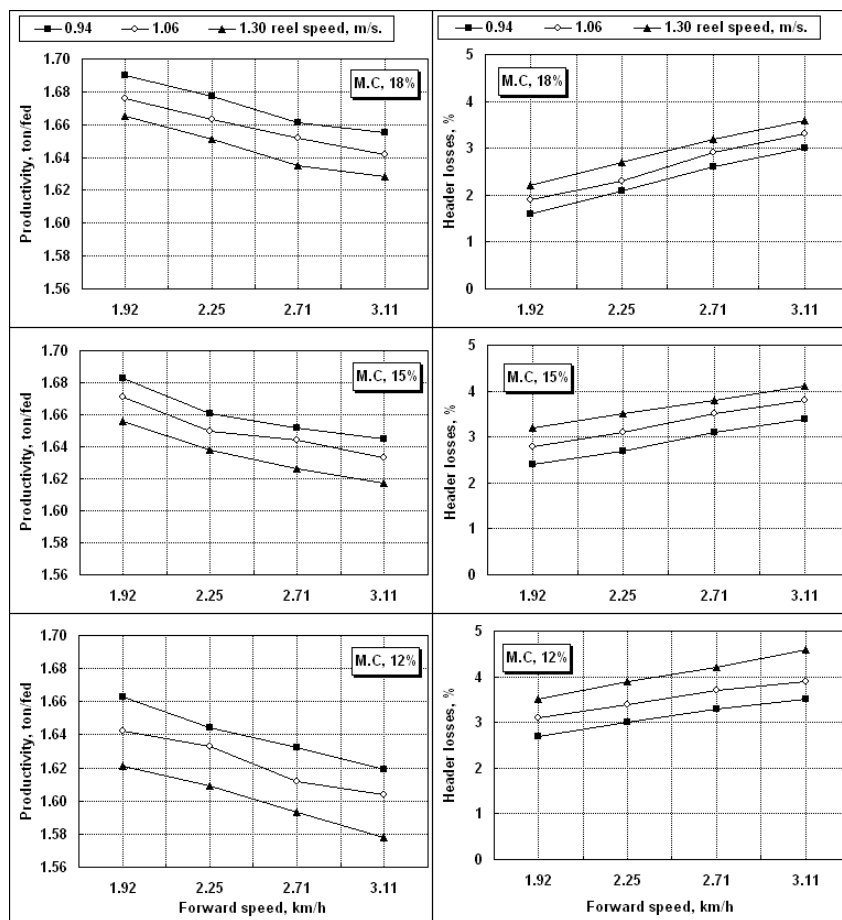 0.94 1.06 1.30 reel speed, m/s.
1.70
1.68
1.66
1.64
1.62
1.60
1.58
1.56
Productivity, ton/fed
M.C, 18%
1.92 2.25 2.71 3.11
0.94 1.06 1.30 reel speed, m/s.
5
4
3
2
1
0
Header losses, %
M.C, 18%
1.92 2.25 2.71 3.11
1.70
1.68
1.66
1.64
1.62
1.60
1.58
1.56
Productivity, ton/fed
M.C, 15%
1.92 2.25 2.71 3.11
5
4
3
2
1
0
Header losses, %
M.C, 15%
1.92 2.25 2.71 3.11
1.70
1.68
1.66
1.64
1.62
1.60
1.58
1.56
Productivity, ton/fed
M.C, 12%
1.92 2.25 2.71 3.11
Forward speed, km/h
5
4
3
2
1
0
Header losses, %
M.C, 12%
1.92 2.25 2.71 3.11
Forward speed, km/h